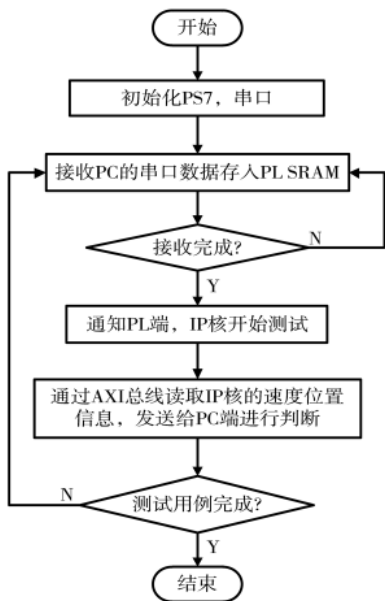 开始
初始化PS7，串口
接收PC的串口数据存入PL SRAM
接收完成?
N
Y
通知PL端，IP核开始测试
通过AXI总线读取IP核的速度位置
信息，发送给PC端进行判断
N
测试用例完成?
Y
结束